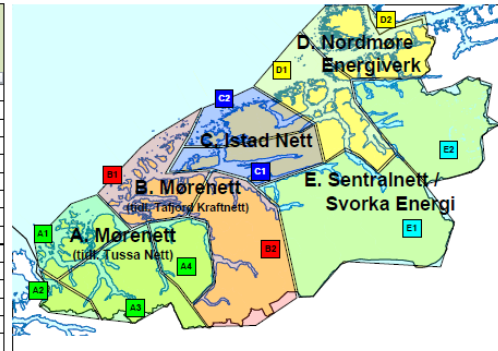 D2
D. Nordmøre
Energiverk
D1
C2
C. Istad Nett
E2
B1
C1
B. Mørenett
(tidl. Tafjord Kraftnett)
E. Sentralnett /
Svorka Energi
A1
A. Mørenett
(tidl. Tussa Nett)
E1
B2
A4
A2
A3